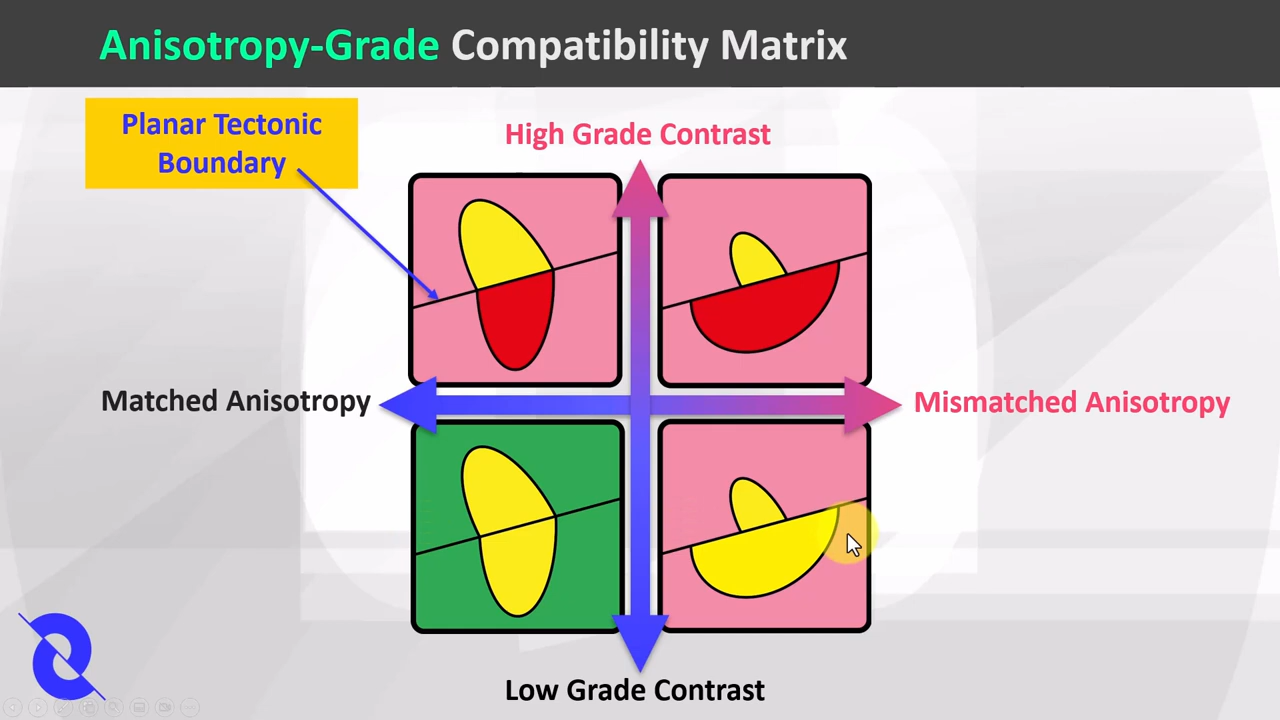 Anisotropy-Grade Compatibility Matrix
Planar Tectonic
Boundary
High Grade Contrast
Matched Anisotropy
Mismatched Anisotropy
Low Grade Contrast